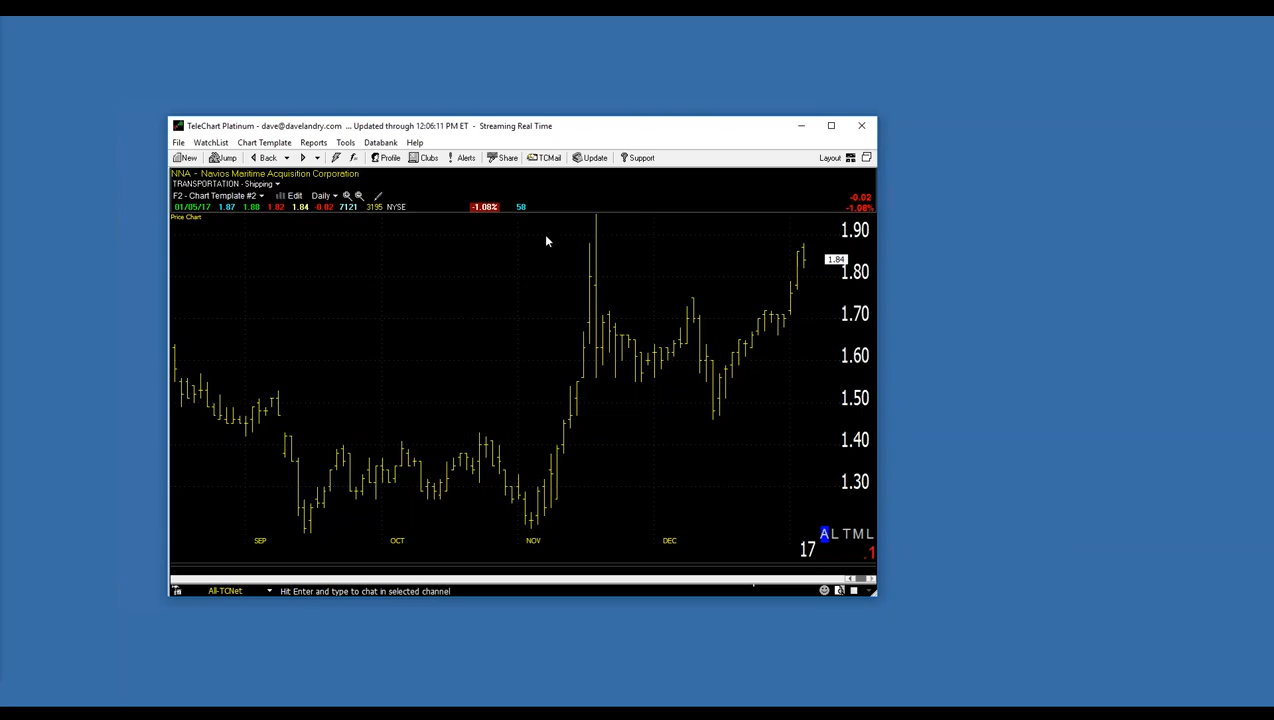 TeleChart Platinum - dave@davelandry.com ... Updated through 12:06:11 PM ET - Streaming Real Time
File WatchList Chart Template Reports Tools Databank Help
New Jump Back Profile Clubs Alerts Share TCMail Update Support Layout
NNA - Navios Maritime Acquisition Corporation
TRANSPORTATION - Shipping
F2 - Chart Template #2 Edit Daily -0.02
01/05/17 1.87 1.88 1.82 1.84 -0.02 7121 3195 NYSE -1.08% 58 -1.08%
Price Chart
1.90
1.84
1.80
1.70
1.60
1.50
1.40
1.30
A L T M L
SEP OCT NOV DEC 17 .1
All-TCNet Hit Enter and type to chat in selected channel